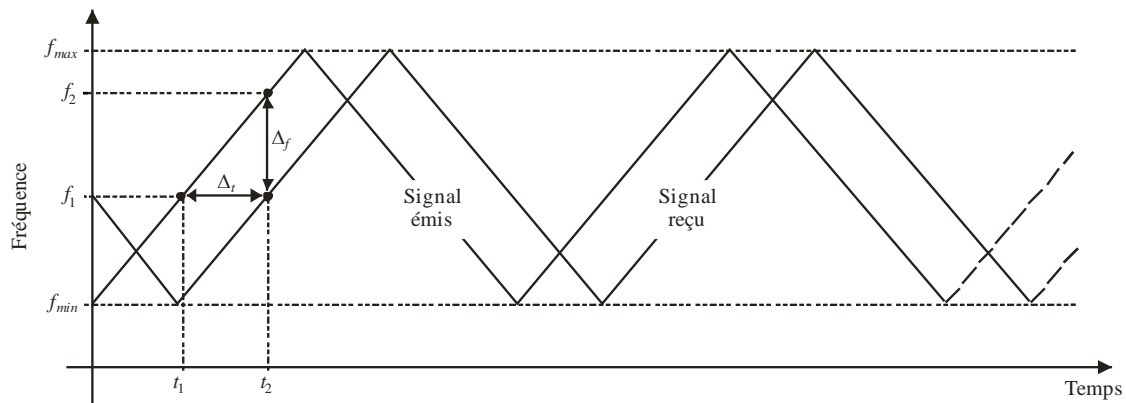 Fréquence
f_max
f_2
f_1
f_min
Δ_f
Δ_t
Signal
émis
Signal
reçu
t_1
t_2
Temps